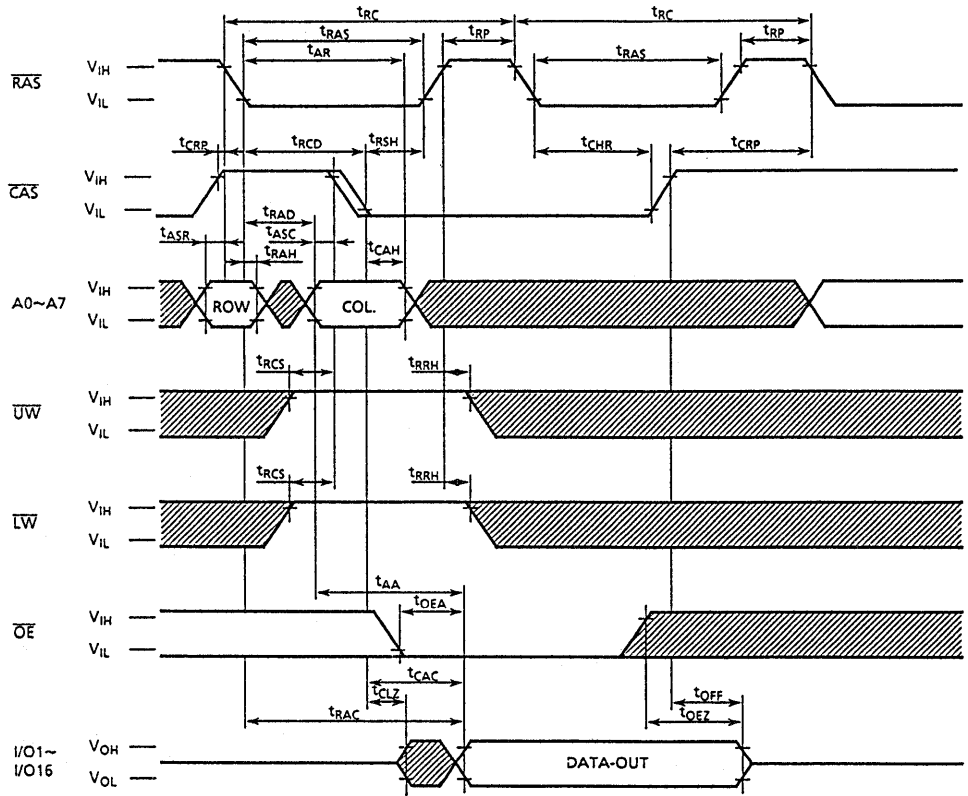 tRC tRC
tRAS tRP tRP
tAR tRAS
RAS VIH
VIL
tCRP tRCD tRSH tCHR tCRP
CAS VIH
VIL
tRAD
tASR tASC tCAH
tRAH
A0~A7 VIH
ROW COL.
VIL
tRCS tRRH
UW VIH
VIL
tRCS tRRH
LW VIH
VIL
tAA
tOEA
OE VIH
VIL
tCAC
tCLZ tOFF
tRAC tOEZ
I/O1~
I/O16
VOH
DATA-OUT
VOL